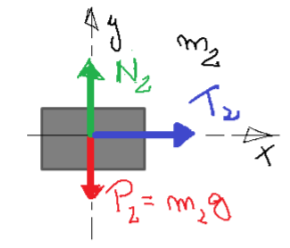 y
m₂
N₂
T₂
x
P₂ = m₂g